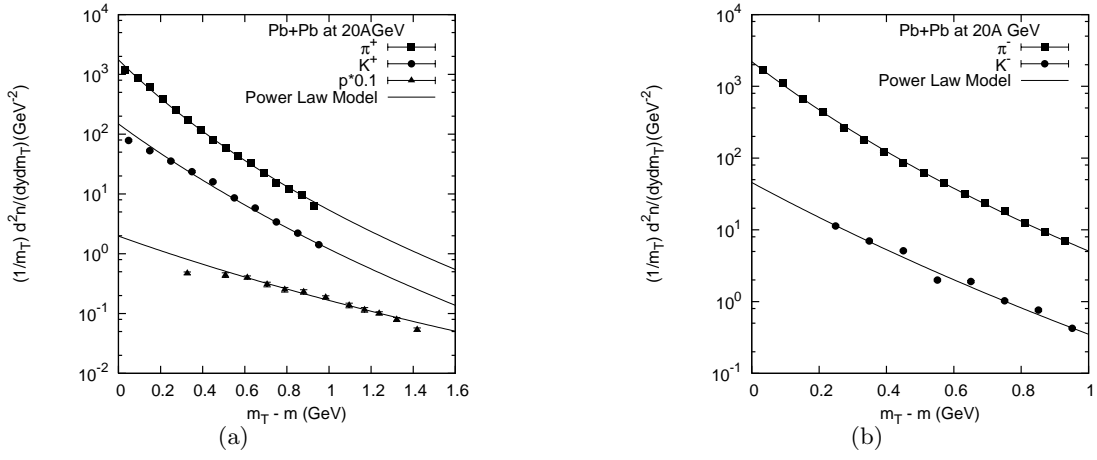 (1/m_T) d^2n/(dydm_T)(GeV^-2)
10^4
10^3
10^2
10^1
10^0
10^-1
10^-2
Pb+Pb at 20AGeV
π^+
K^+
p*0.1
Power Law Model
0 0.2 0.4 0.6 0.8 1 1.2 1.4 1.6
m_T - m (GeV)
(a)
(1/m_T) d^2n/(dydm_T)(GeV^-2)
10^4
10^3
10^2
10^1
10^0
10^-1
Pb+Pb at 20A GeV
π^-
K^-
Power Law Model
0 0.2 0.4 0.6 0.8 1
m_T - m (GeV)
(b)